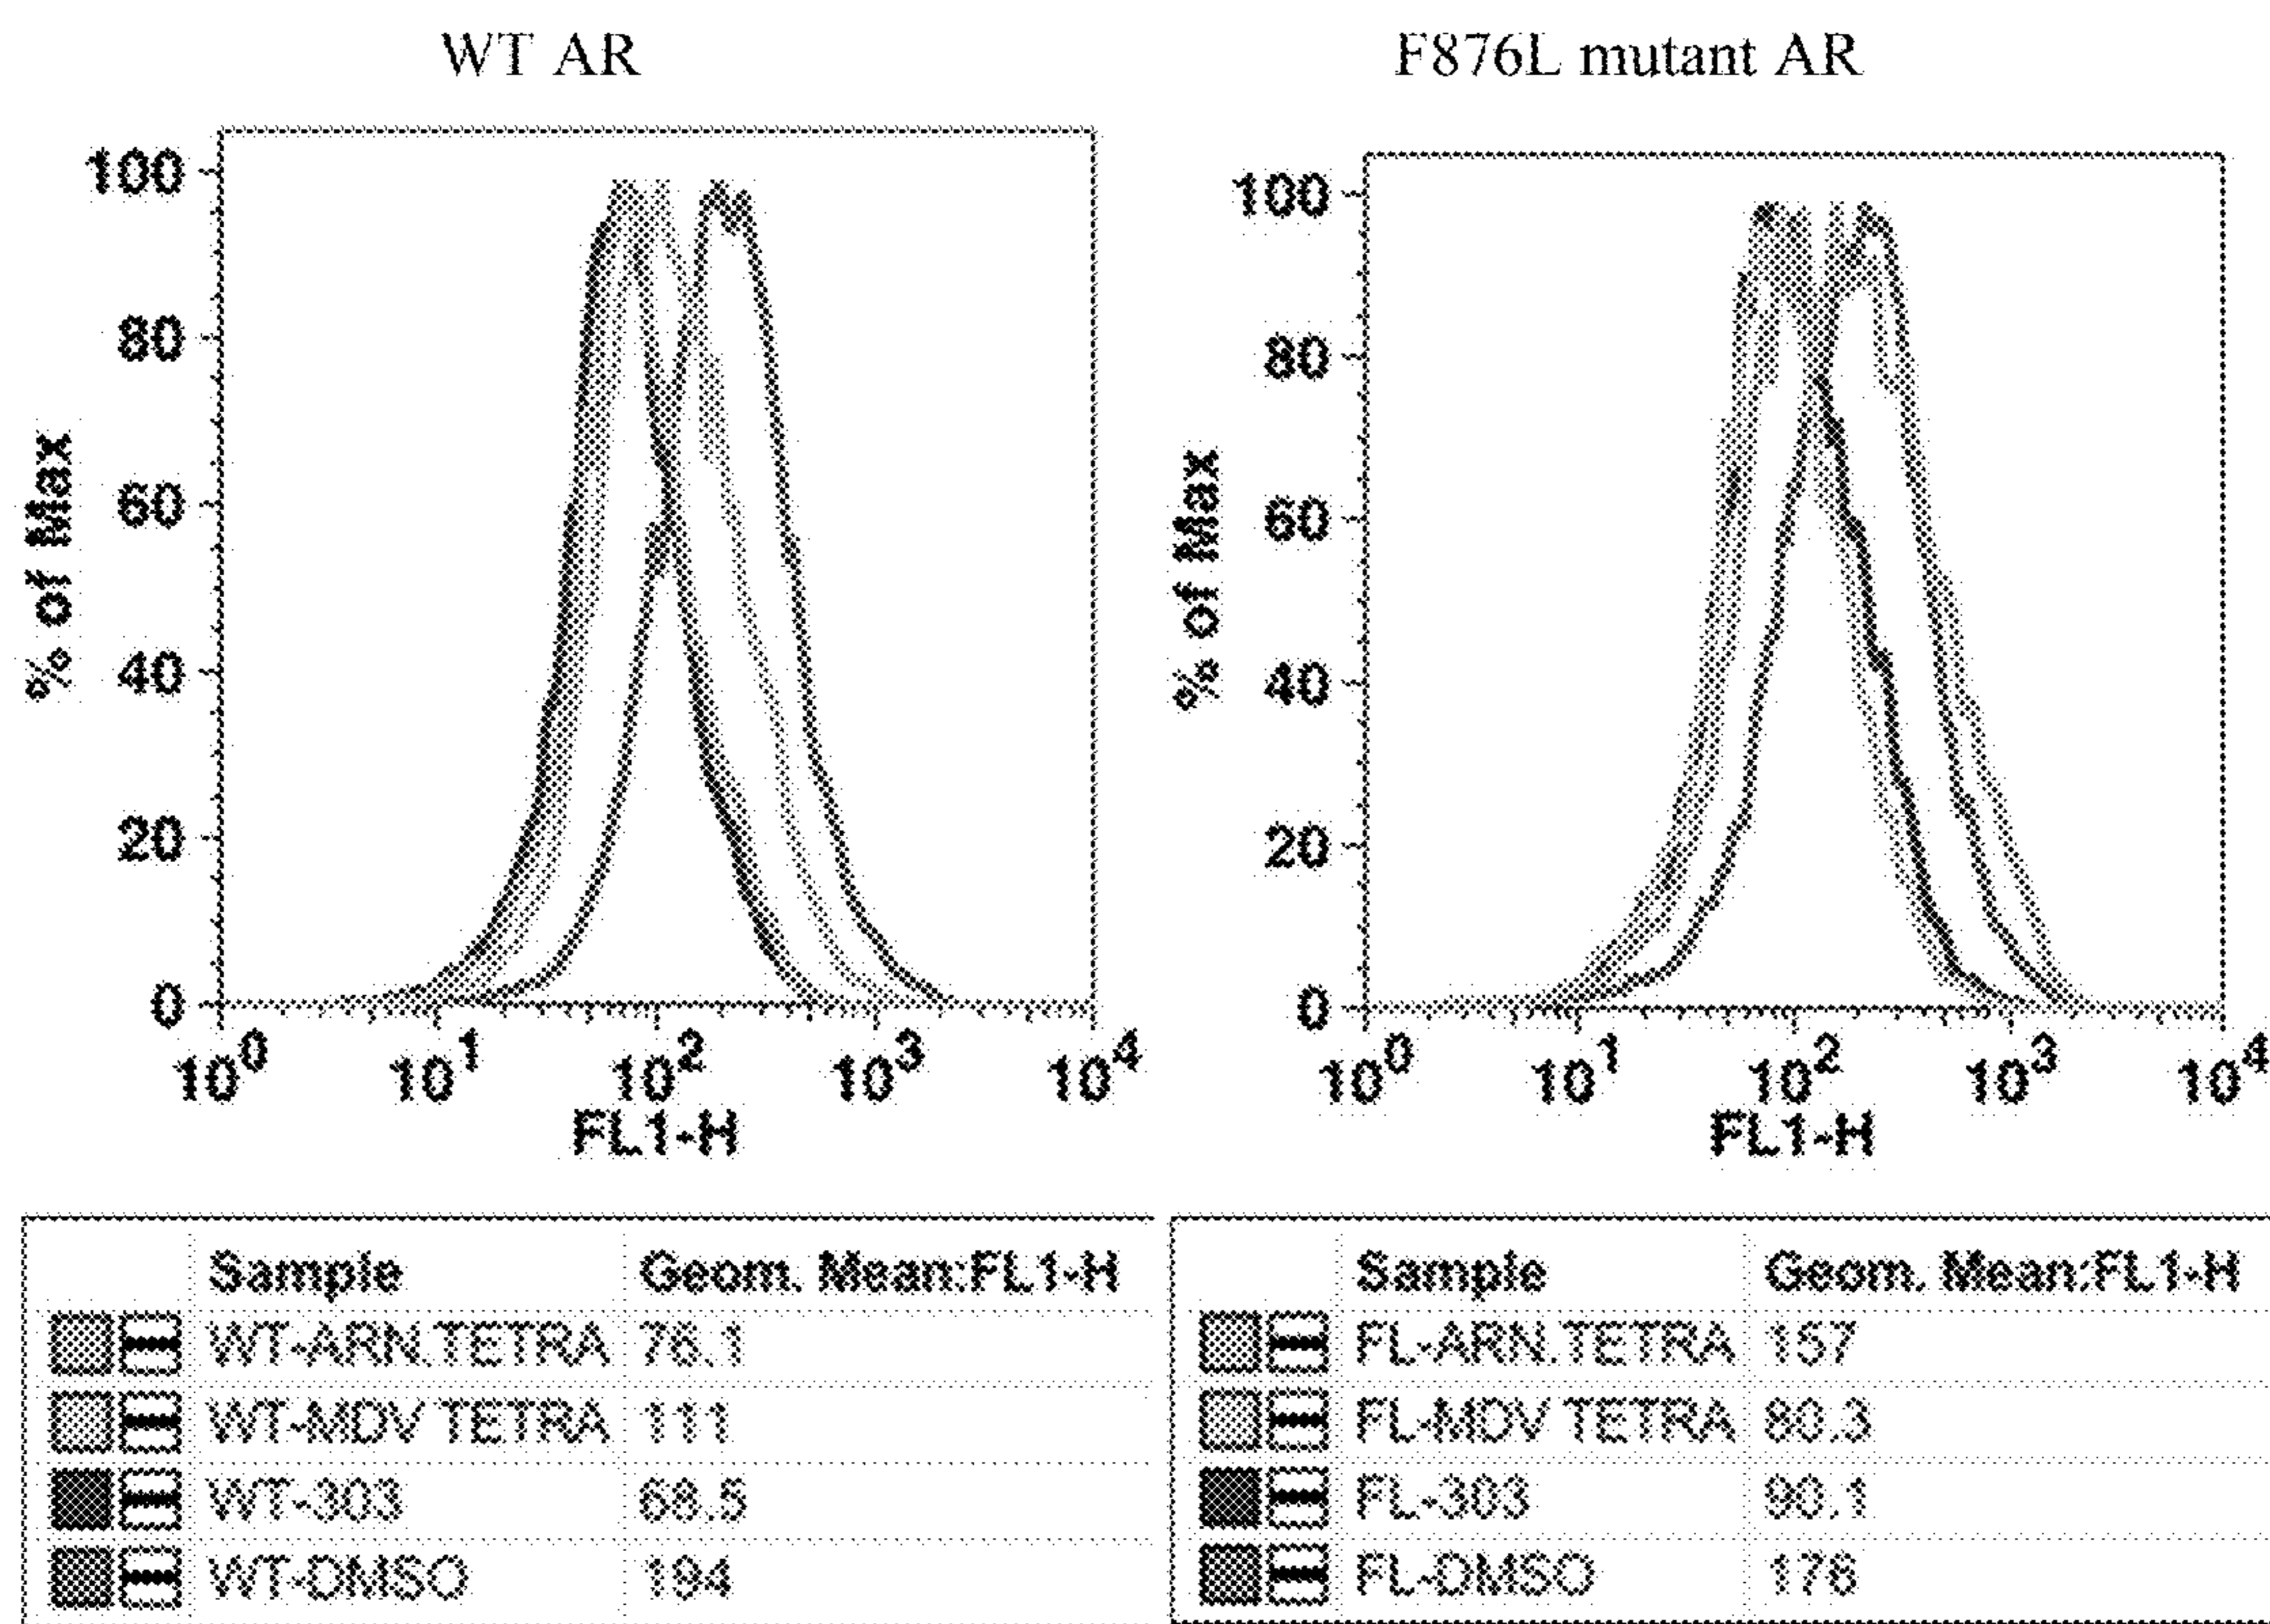 WT AR
100
80
60
40
20
0
% of Max
10^0 10^1 10^2 10^3 10^4
FL1-H
Sample Geom. Mean:FL1-H
WT-ARN.TETRA 76.1
WT-MDV TETRA 111
WT-303 68.5
WT-DMSO 194
F876L mutant AR
100
80
60
40
20
0
% of Max
10^0 10^1 10^2 10^3 10^4
FL1-H
Sample Geom. Mean:FL1-H
FL-ARN.TETRA 157
FL-MDV TETRA 80.3
FL-303 90.1
FL-DMSO 176